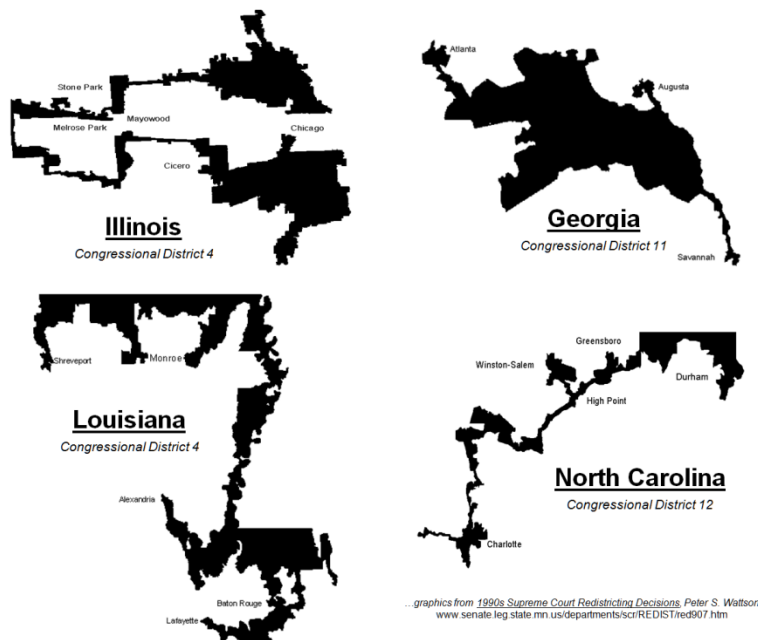 Stone Park
Melrose Park
Mayowood
Chicago
Cicero
Illinois
Congressional District 4
Atlanta
Augusta
Georgia
Congressional District 11
Savannah
Shreveport
Monroe
Louisiana
Congressional District 4
Alexandria
Baton Rouge
Lafayette
Greensboro
Winston-Salem
Durham
High Point
North Carolina
Congressional District 12
Charlotte
...graphics from 1990s Supreme Court Redistricting Decisions, Peter S. Wattson
www.senate.leg.state.mn.us/departments/scr/REDIST/red907.htm